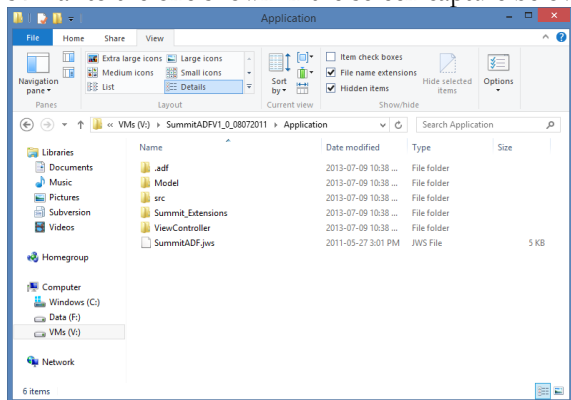 Application
File Home Share View
Navigation pane
Extra large icons Large icons
Medium icons Small icons
List Details
Sort by
Item check boxes
File name extensions
Hidden items
Hide selected items
Options
Panes Layout Current view Show/hide
« VMs (V:) ▸ SummitADFV1_0_08072011 ▸ Application
Search Application
Name Date modified Type Size
Libraries
Documents
Music
Pictures
Subversion
Videos
Homegroup
Computer
Windows (C:)
Data (F:)
VMs (V:)
Network
.adf 2013-07-09 10:38 ... File folder
Model 2013-07-09 10:38 ... File folder
src 2013-07-09 10:38 ... File folder
Summit_Extensions 2013-07-09 10:38 ... File folder
ViewController 2013-07-09 10:38 ... File folder
SummitADF.jws 2011-05-27 3:01 PM JWS File 5 KB
6 items